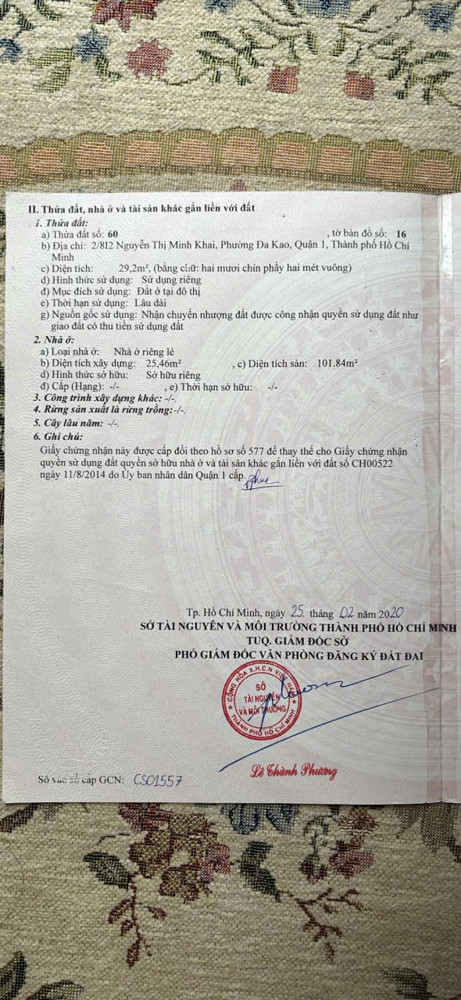 II. Thửa đất, nhà ở và tài sản khác gắn liền với đất
1. Thửa đất:
a) Thửa đất số: 60 , tờ bản đồ số: 16
b) Địa chỉ: 2/812 Nguyễn Thị Minh Khai, Phường Đa Kao, Quận 1, Thành phố Hồ Chí
Minh
c) Diện tích: 29,2m², (bằng chữ: hai mươi chín phẩy hai mét vuông)
d) Hình thức sử dụng: Sử dụng riêng
đ) Mục đích sử dụng: Đất ở tại đô thị
e) Thời hạn sử dụng: Lâu dài
g) Nguồn gốc sử dụng: Nhận chuyển nhượng đất được công nhận quyền sử dụng đất như
giao đất có thu tiền sử dụng đất
2. Nhà ở:
a) Loại nhà ở: Nhà ở riêng lẻ
b) Diện tích xây dựng: 25,46m² , c) Diện tích sàn: 101.84m²
d) Hình thức sở hữu: Sở hữu riêng
đ) Cấp (Hạng): -/- , e) Thời hạn sở hữu: -/-
3. Công trình xây dựng khác: -/-
4. Rừng sản xuất là rừng trồng:-/-
5. Cây lâu năm: -/-
6. Ghi chú:
Giấy chứng nhận này được cấp đổi theo hồ sơ số 577 để thay thế cho Giấy chứng nhận
quyền sử dụng đất quyền sở hữu nhà ở và tài sản khác gắn liền với đất số CH00522
ngày 11/8/2014 do Ủy ban nhân dân Quận 1 cấp.
Tp. Hồ Chí Minh, ngày 25 tháng 02 năm 2020
SỞ TÀI NGUYÊN VÀ MÔI TRƯỜNG THÀNH PHỐ HỒ CHÍ MINH
TUQ. GIÁM ĐỐC SỞ
PHÓ GIÁM ĐỐC VĂN PHÒNG ĐĂNG KÝ ĐẤT ĐAI
CỘNG HÒA X.H.C.N VIỆT NAM
SỞ
TÀI NGUYÊN
VÀ MÔI TRƯỜNG
THÀNH PHỐ HỒ CHÍ MINH
Lê Thành Phương
Số vào sổ cấp GCN: CS01557